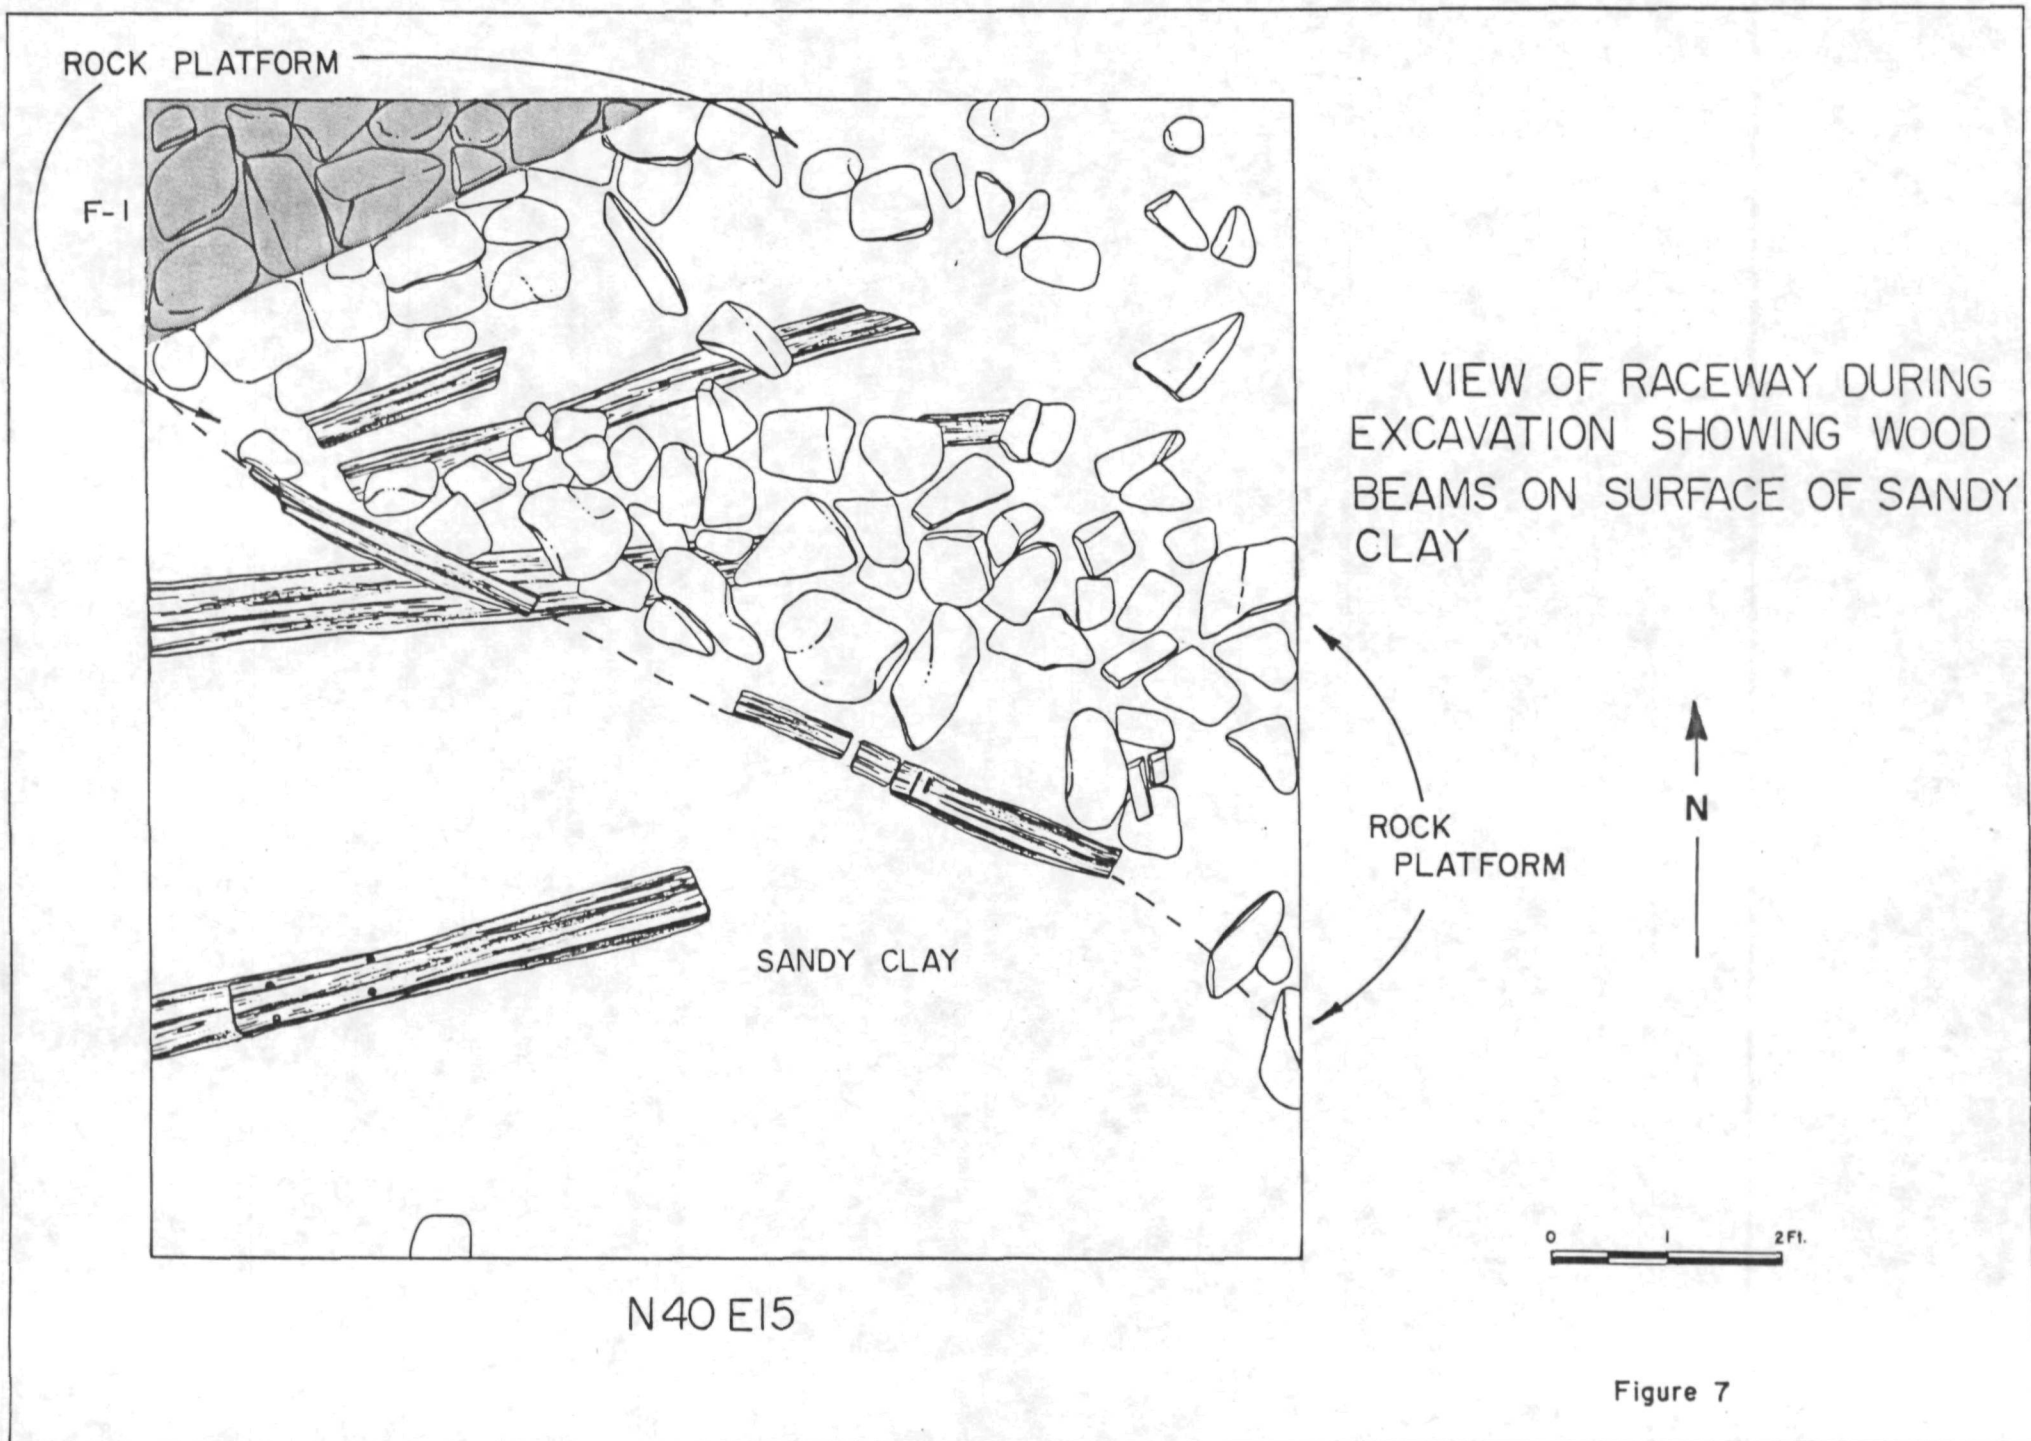 ROCK PLATFORM
F-1
VIEW OF RACEWAY DURING
EXCAVATION SHOWING WOOD
BEAMS ON SURFACE OF SANDY
CLAY
N
ROCK
PLATFORM
SANDY CLAY
0 1 2 Ft.
N40 E15
Figure 7